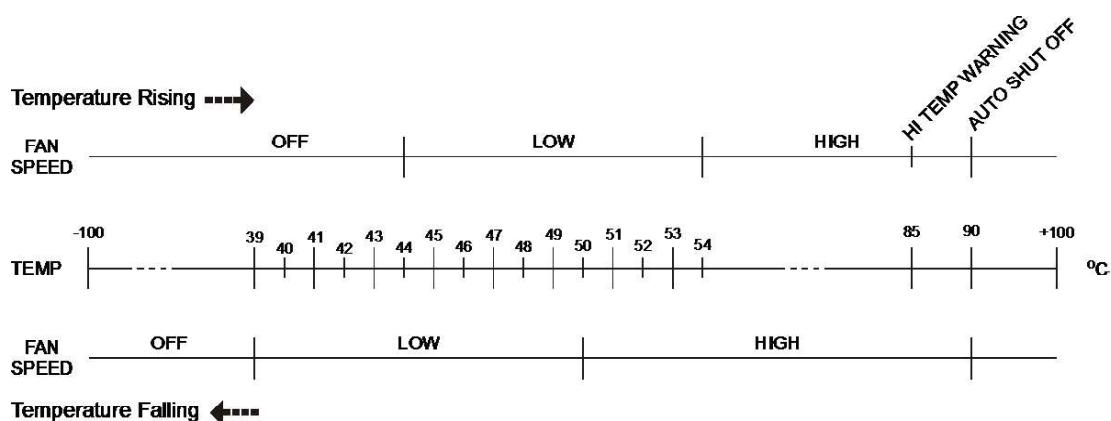 HI TEMP WARNING
AUTO SHUT OFF
Temperature Rising
FAN SPEED
OFF LOW HIGH
-100 39 40 41 42 43 44 45 46 47 48 49 50 51 52 53 54 85 90 +100
TEMP
ºC.
FAN SPEED
OFF LOW HIGH
Temperature Falling